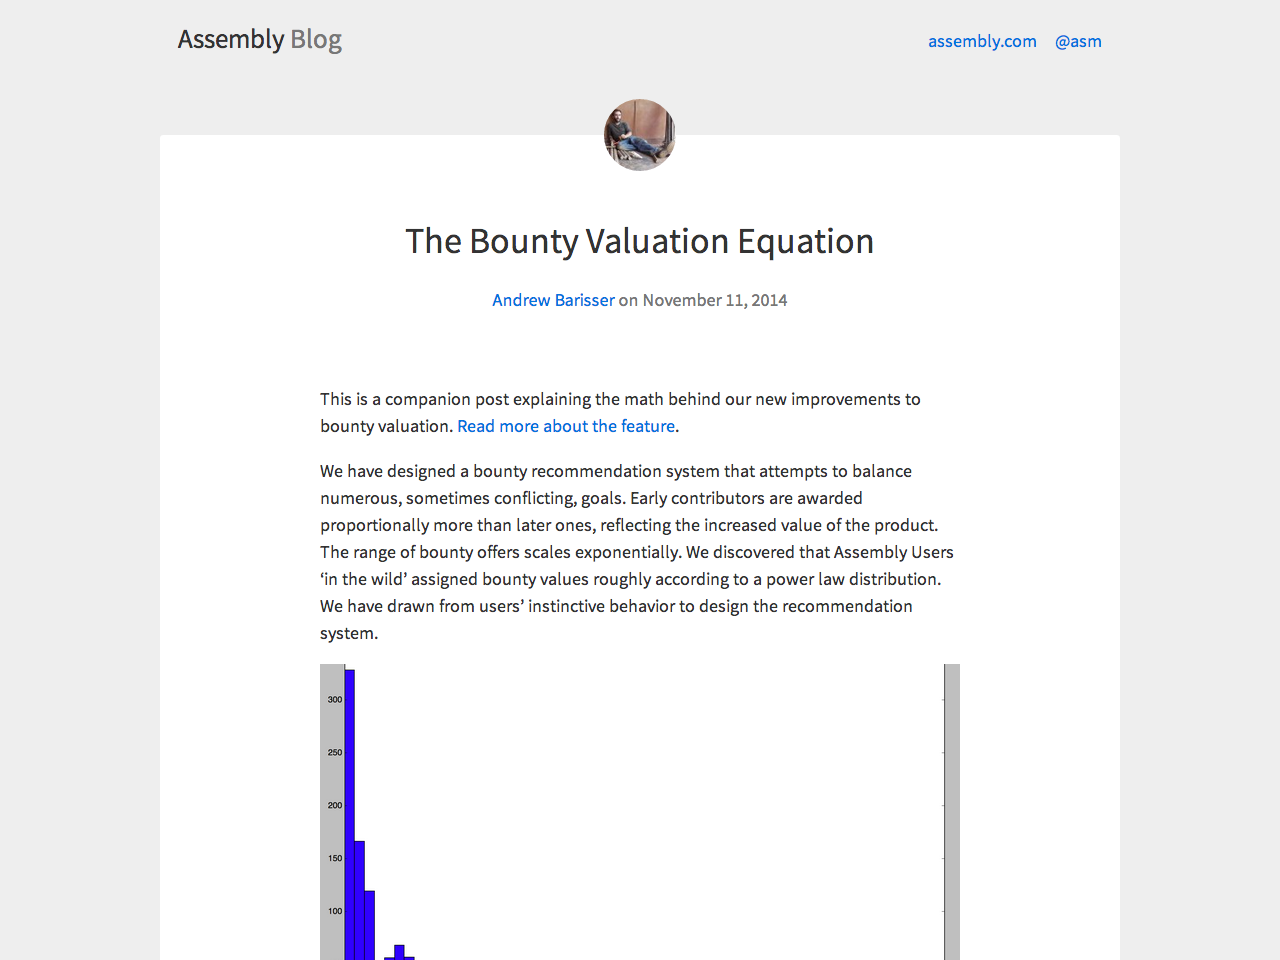 Assembly Blog
assembly.com @asm
The Bounty Valuation Equation
Andrew Barisser on November 11, 2014
This is a companion post explaining the math behind our new improvements to
bounty valuation. Read more about the feature.
We have designed a bounty recommendation system that attempts to balance
numerous, sometimes conflicting, goals. Early contributors are awarded
proportionally more than later ones, reflecting the increased value of the product.
The range of bounty offers scales exponentially. We discovered that Assembly Users
‘in the wild’ assigned bounty values roughly according to a power law distribution.
We have drawn from users’ instinctive behavior to design the recommendation
system.
300
250
200
150
100